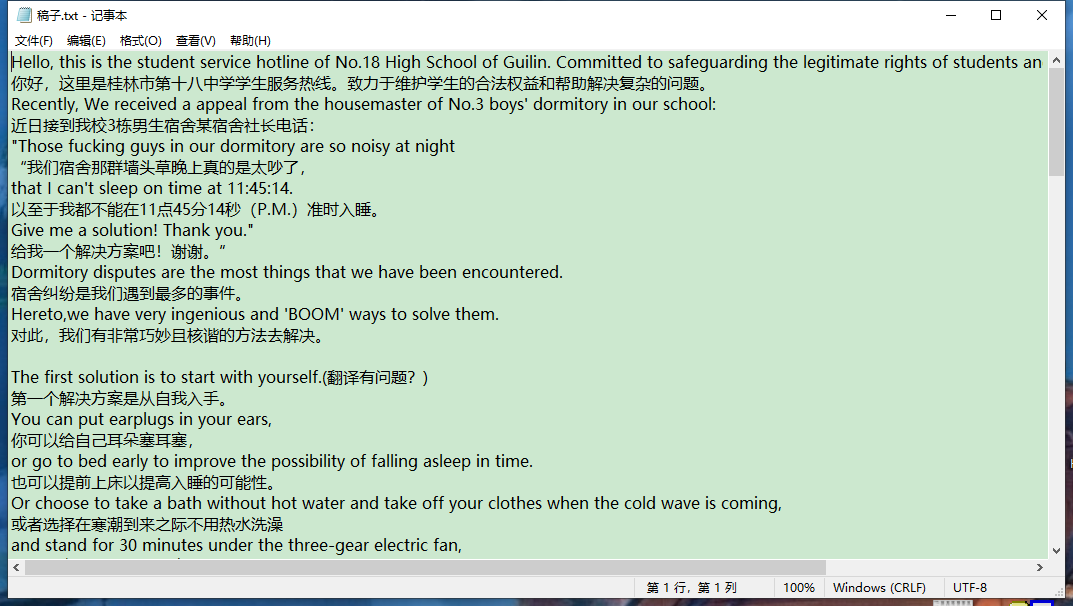 稿子.txt - 记事本
文件(F) 编辑(E) 格式(O) 查看(V) 帮助(H)
Hello, this is the student service hotline of No.18 High School of Guilin. Committed to safeguarding the legitimate rights of students an
你好，这里是桂林市第十八中学学生服务热线。致力于维护学生的合法权益和帮助解决复杂的问题。
Recently, We received a appeal from the housemaster of No.3 boys' dormitory in our school:
近日接到我校3栋男生宿舍某宿舍社长电话：
"Those fucking guys in our dormitory are so noisy at night
“我们宿舍那群墙头草晚上真的是太吵了，
that I can't sleep on time at 11:45:14.
以至于我都不能在11点45分14秒（P.M.）准时入睡。
Give me a solution! Thank you."
给我一个解决方案吧！谢谢。”
Dormitory disputes are the most things that we have been encountered.
宿舍纠纷是我们遇到最多的事件。
Hereto,we have very ingenious and 'BOOM' ways to solve them.
对此，我们有非常巧妙且核谐的方法去解决。
The first solution is to start with yourself.(翻译有问题？)
第一个解决方案是从自我入手。
You can put earplugs in your ears,
你可以给自己耳朵塞耳塞，
or go to bed early to improve the possibility of falling asleep in time.
也可以提前上床以提高入睡的可能性。
Or choose to take a bath without hot water and take off your clothes when the cold wave is coming,
或者选择在寒潮到来之际不用热水洗澡
and stand for 30 minutes under the three-gear electric fan,
第 1 行，第 1 列 100% Windows (CRLF) UTF-8